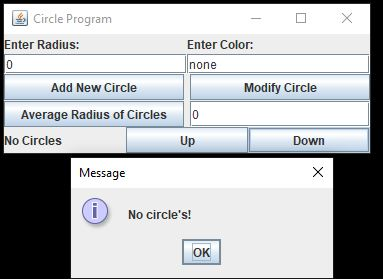 Circle Program
Enter Radius: Enter Color:
0 none
Add New Circle Modify Circle
Average Radius of Circles 0
No Circles Up Down
Message
No circle's!
OK